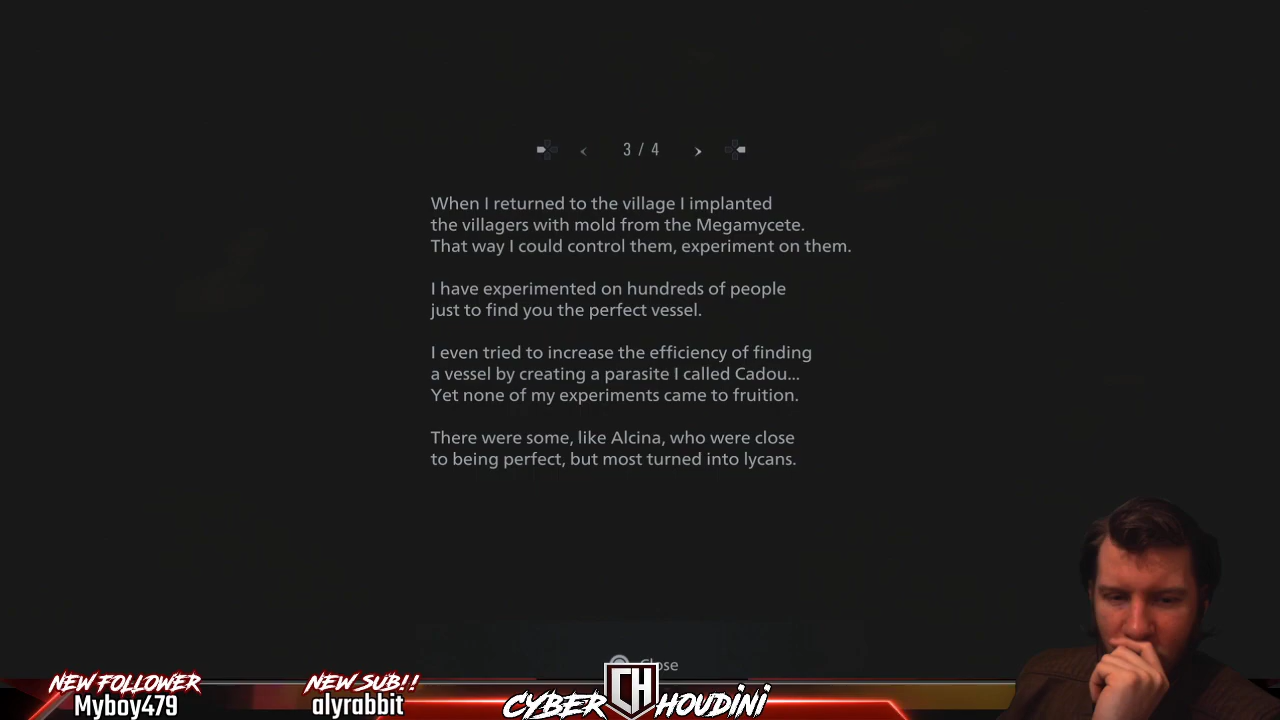 3 / 4
When I returned to the village I implanted
the villagers with mold from the Megamycete.
That way I could control them, experiment on them.
I have experimented on hundreds of people
just to find you the perfect vessel.
I even tried to increase the efficiency of finding
a vessel by creating a parasite I called Cadou...
Yet none of my experiments came to fruition.
There were some, like Alcina, who were close
to being perfect, but most turned into lycans.
Close
NEW FOLLOWER
Myboy479
NEW SUB!!
alyrabbit
CYBER CH HOUDINI